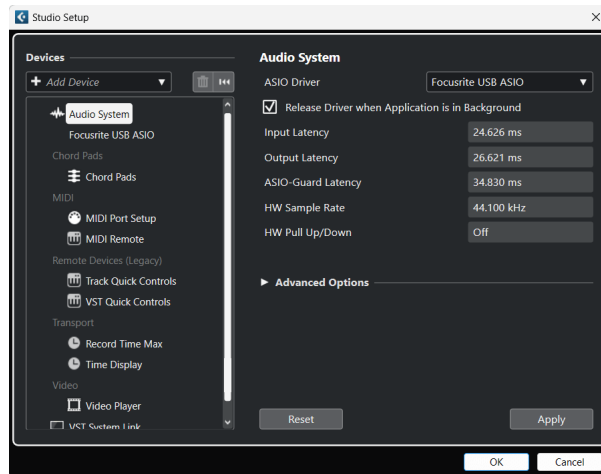 Studio Setup
Devices
Add Device
Audio System
Focusrite USB ASIO
Chord Pads
Chord Pads
MIDI
MIDI Port Setup
MIDI Remote
Remote Devices (Legacy)
Track Quick Controls
VST Quick Controls
Transport
Record Time Max
Time Display
Video
Video Player
VST System Link
Audio System
ASIO Driver Focusrite USB ASIO
Release Driver when Application is in Background
Input Latency 24.626 ms
Output Latency 26.621 ms
ASIO-Guard Latency 34.830 ms
HW Sample Rate 44.100 kHz
HW Pull Up/Down Off
Advanced Options
Reset Apply
OK Cancel